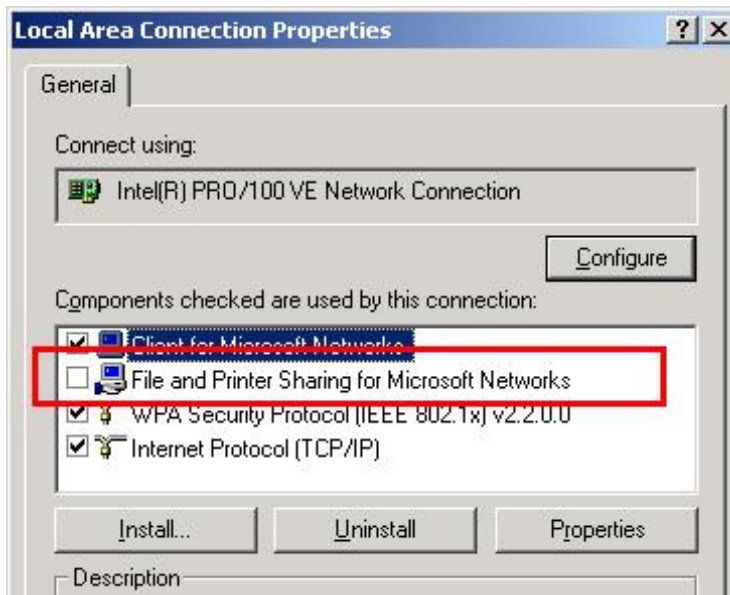 Local Area Connection Properties
General
Connect using:
Intel(R) PRO/100 VE Network Connection
Configure
Components checked are used by this connection:
Client for Microsoft Networks
File and Printer Sharing for Microsoft Networks
WPA Security Protocol (IEEE 802.1x) v2.2.0.0
Internet Protocol (TCP/IP)
Install... Uninstall Properties
Description